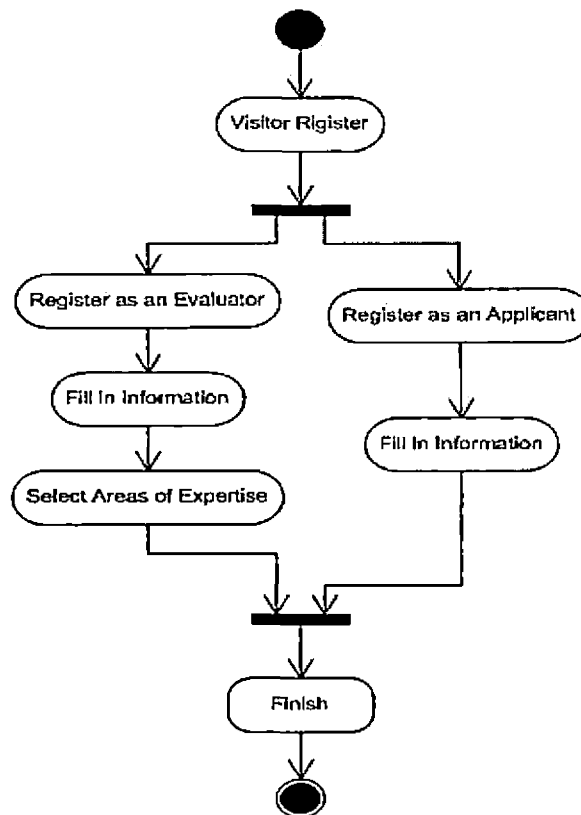 Visitor Rigister
Register as an Evaluator
Register as an Applicant
Fill In Information
Fill In Information
Select Areas of Expertise
Finish